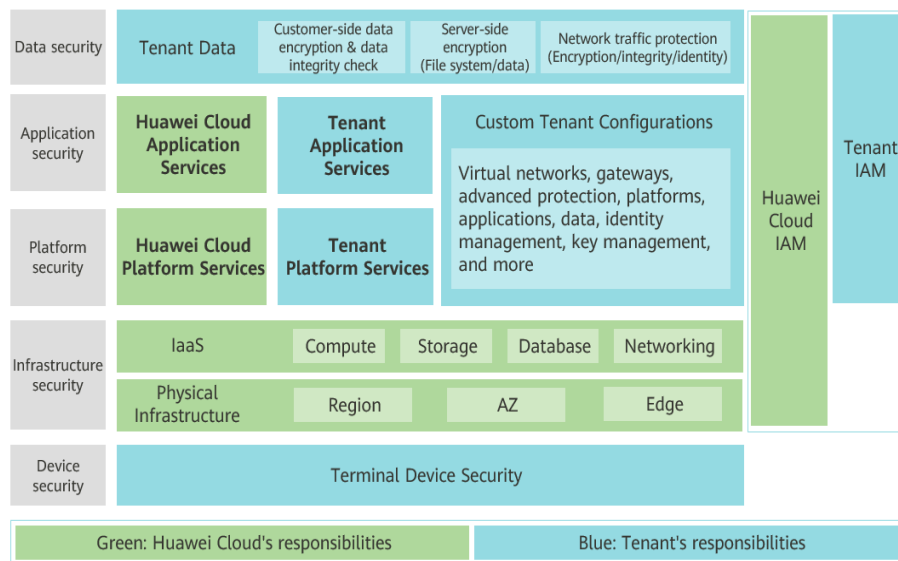 Data security
Tenant Data
Customer-side data
encryption & data
integrity check
Server-side
encryption
(File system/data)
Network traffic protection
(Encryption/integrity/identity)
Application
security
Huawei Cloud
Application
Services
Tenant
Application
Services
Custom Tenant Configurations
Virtual networks, gateways,
advanced protection, platforms,
applications, data, identity
management, key management,
and more
Platform
security
Huawei Cloud
Platform Services
Tenant
Platform Services
Huawei
Cloud
IAM
Tenant
IAM
Infrastructure
security
IaaS
Compute
Storage
Database
Networking
Physical
Infrastructure
Region
AZ
Edge
Device
security
Terminal Device Security
Green: Huawei Cloud's responsibilities
Blue: Tenant's responsibilities